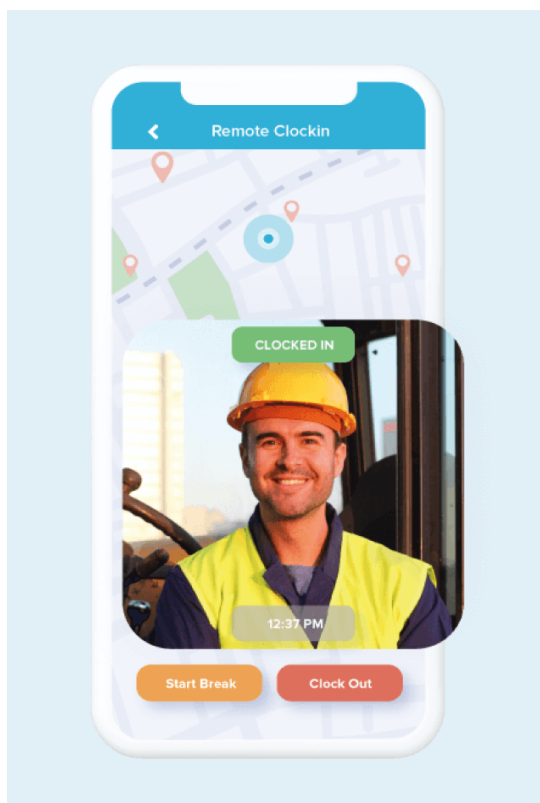 Remote Clockin
CLOCKED IN
12:37 PM
Start Break
Clock Out